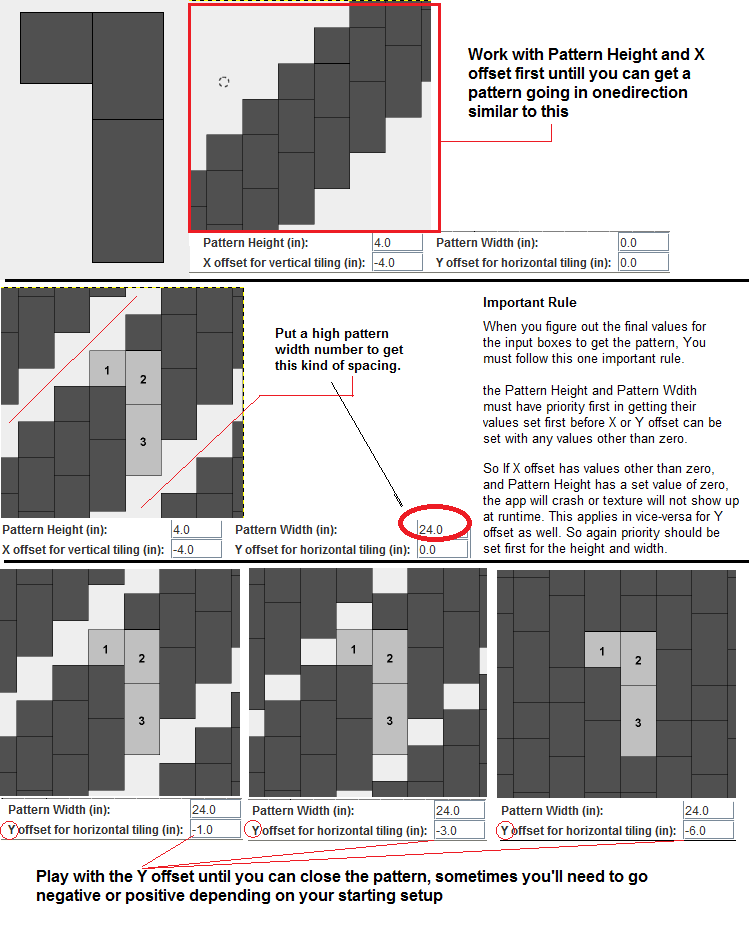 Work with Pattern Height and X
offset first untill you can get a
pattern going in onedirection
similar to this
Pattern Height (in): 4.0 Pattern Width (in): 0.0
X offset for vertical tiling (in): -4.0 Y offset for horizontal tiling (in): 0.0
Important Rule
When you figure out the final values for
the input boxes to get the pattern, You
must follow this one important rule.
the Pattern Height and Pattern Wdith
must have priority first in getting their
values set first before X or Y offset can be
set with any values other than zero.
So If X offset has values other than zero,
and Pattern Height has a set value of zero,
the app will crash or texture will not show up
at runtime. This applies in vice-versa for Y
offset as well. So again priority should be
set first for the height and width.
Put a high pattern
width number to get
this kind of spacing.
1
2
3
Pattern Height (in): 4.0 Pattern Width (in): 24.0
X offset for vertical tiling (in): -4.0 Y offset for horizontal tiling (in): 0.0
1
2
3
Pattern Width (in): 24.0
Y offset for horizontal tiling (in): -1.0
1
2
3
Pattern Width (in): 24.0
Y offset for horizontal tiling (in): -3.0
1
2
3
Pattern Width (in): 24.0
Y offset for horizontal tiling (in): -6.0
Play with the Y offset until you can close the pattern, sometimes you'll need to go
negative or positive depending on your starting setup